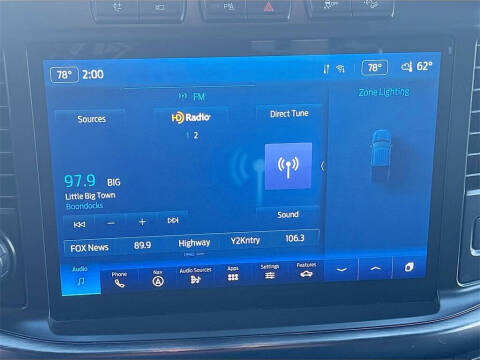 78° 2:00 78° 62°
FM
Zone Lighting
Sources HD Radio Direct Tune
1 2
97.9 BIG
Little Big Town
Boondocks
Sound
FOX News 89.9 Highway Y2Kntry 106.3
Audio Phone Nav Audio Sources Apps Settings Features